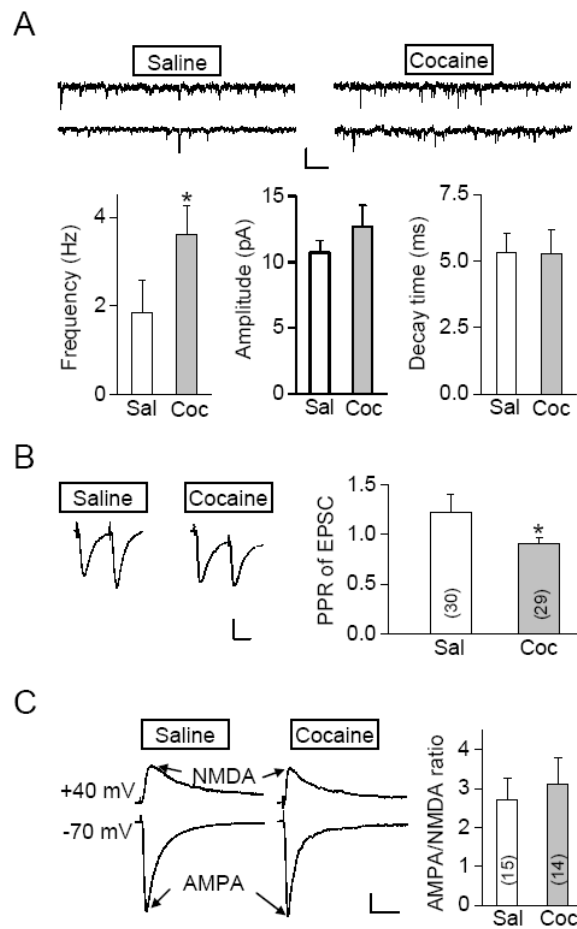 A
Saline Cocaine
Frequency (Hz)
4
2
0
*
Sal Coc
Amplitude (pA)
15
10
5
0
Sal Coc
Decay time (ms)
7.5
5.0
2.5
0.0
Sal Coc
B
Saline Cocaine
PPR of EPSC
1.5
1.0
0.5
0.0
*
(30) (29)
Sal Coc
C
Saline Cocaine
NMDA
+40 mV
-70 mV
AMPA
AMPA/NMDA ratio
4
3
2
1
0
(15) (14)
Sal Coc